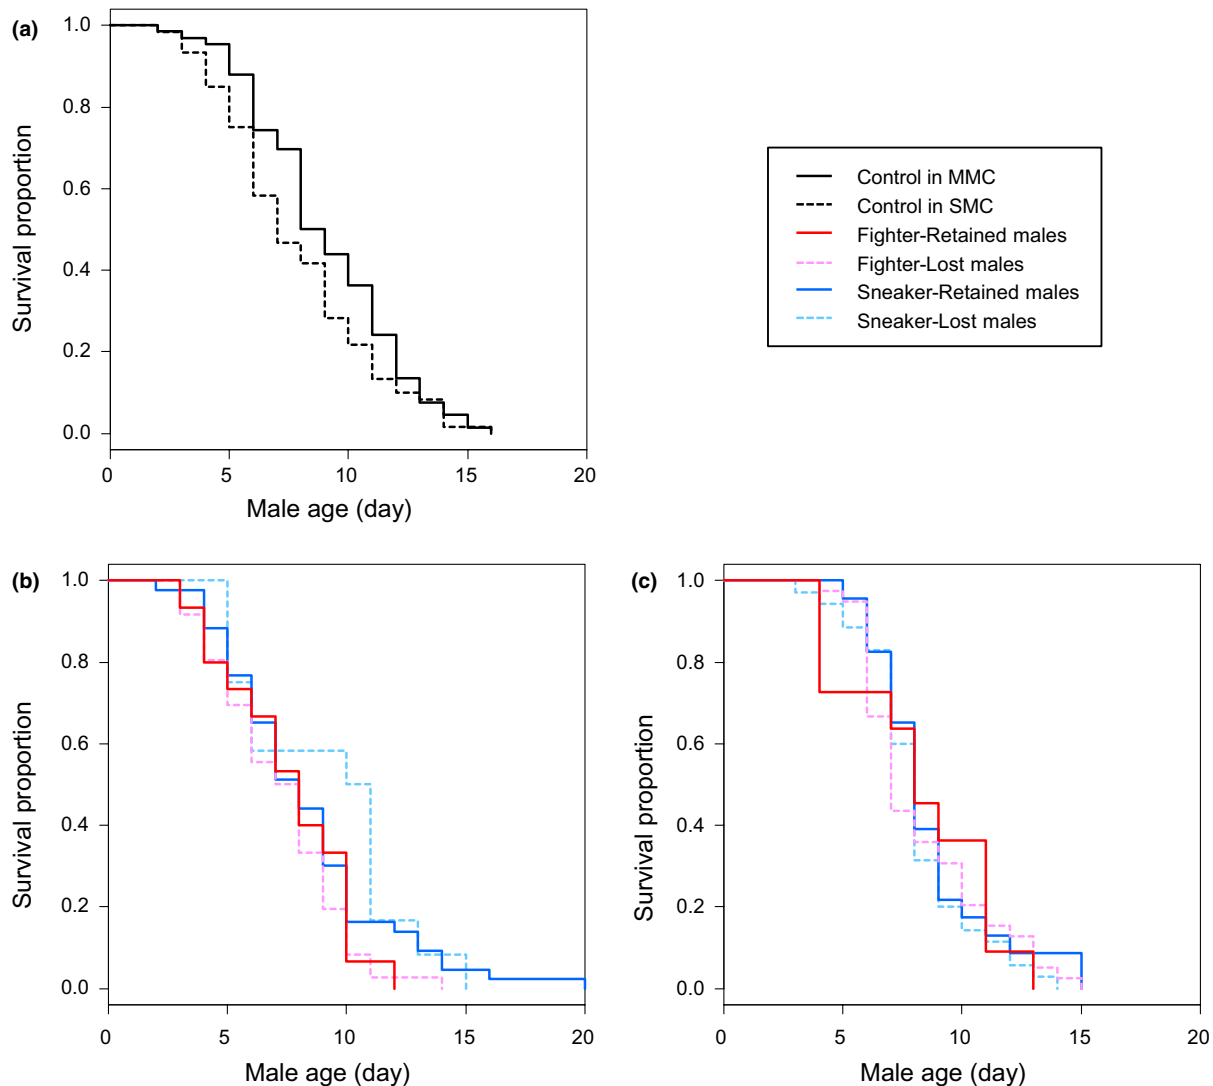 (a)
Survival proportion
1.0
0.8
0.6
0.4
0.2
0.0
0 5 10 15 20
Male age (day)
Control in MMC
Control in SMC
Fighter-Retained males
Fighter-Lost males
Sneaker-Retained males
Sneaker-Lost males
(b)
Survival proportion
1.0
0.8
0.6
0.4
0.2
0.0
0 5 10 15 20
Male age (day)
(c)
Survival proportion
1.0
0.8
0.6
0.4
0.2
0.0
0 5 10 15 20
Male age (day)